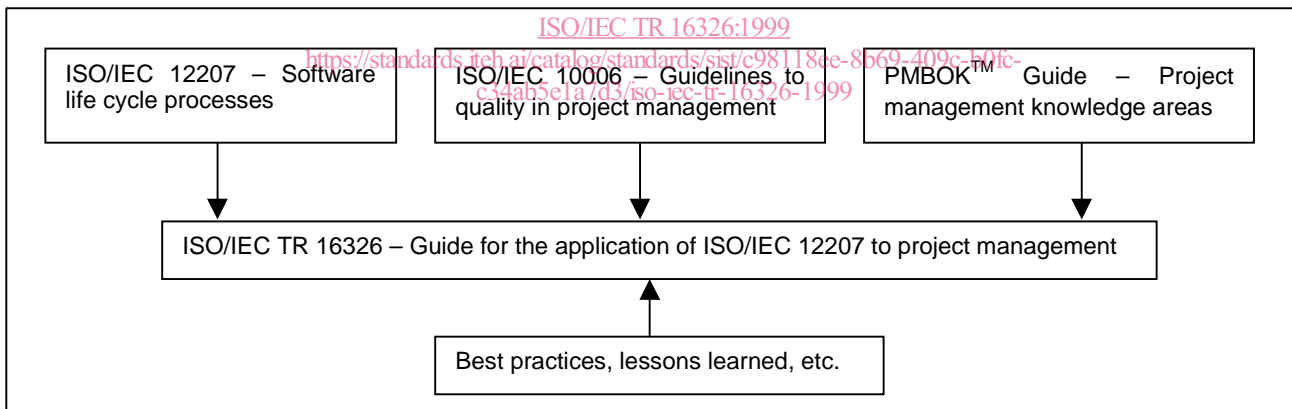 ISO/IEC TR 16326:1999
https://standards.iteh.ai/catalog/standards/sist/c98118ee-8b69-409c-b0fc-
c34ab5e1a7d3/iso-iec-tr-16326-1999
ISO/IEC 12207 – Software
life cycle processes
ISO/IEC 10006 – Guidelines to
quality in project management
PMBOK™ Guide – Project
management knowledge areas
ISO/IEC TR 16326 – Guide for the application of ISO/IEC 12207 to project management
Best practices, lessons learned, etc.